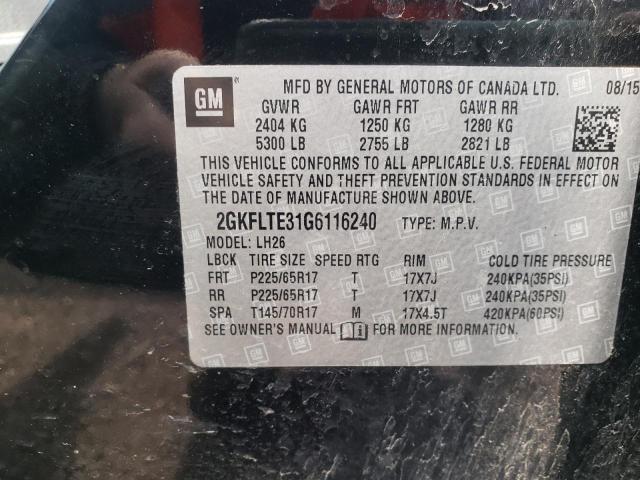 GM
MFD BY GENERAL MOTORS OF CANADA LTD. 08/15
GVWR GAWR FRT GAWR RR
2404 KG 1250 KG 1280 KG
5300 LB 2755 LB 2821 LB
THIS VEHICLE CONFORMS TO ALL APPLICABLE U.S. FEDERAL MOTOR
VEHICLE SAFETY AND THEFT PREVENTION STANDARDS IN EFFECT ON
THE DATE OF MANUFACTURE SHOWN ABOVE.
2GKFLTE31G6116240 TYPE: M.P.V.
MODEL: LH26
LBCK TIRE SIZE SPEED RTG RIM COLD TIRE PRESSURE
FRT P225/65R17 T 17X7J 240KPA(35PSI)
RR P225/65R17 T 17X7J 240KPA(35PSI)
SPA T145/70R17 M 17X4.5T 420KPA(60PSI)
SEE OWNER'S MANUAL FOR MORE INFORMATION.